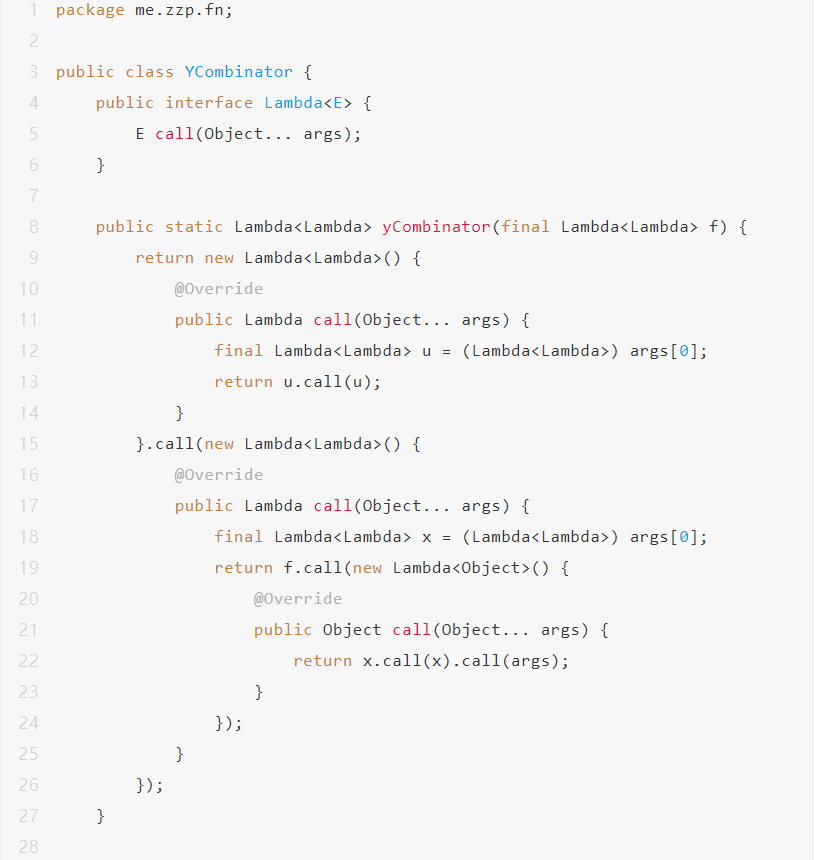 1 package me.zzp.fn;
2
3 public class YCombinator {
4     public interface Lambda<E> {
5         E call(Object... args);
6     }
7
8     public static Lambda<Lambda> yCombinator(final Lambda<Lambda> f) {
9         return new Lambda<Lambda>() {
10             @Override
11             public Lambda call(Object... args) {
12                 final Lambda<Lambda> u = (Lambda<Lambda>) args[0];
13                 return u.call(u);
14             }
15         }.call(new Lambda<Lambda>() {
16             @Override
17             public Lambda call(Object... args) {
18                 final Lambda<Lambda> x = (Lambda<Lambda>) args[0];
19                 return f.call(new Lambda<Object>() {
20                     @Override
21                     public Object call(Object... args) {
22                         return x.call(x).call(args);
23                     }
24                 });
25             }
26         });
27     }
28